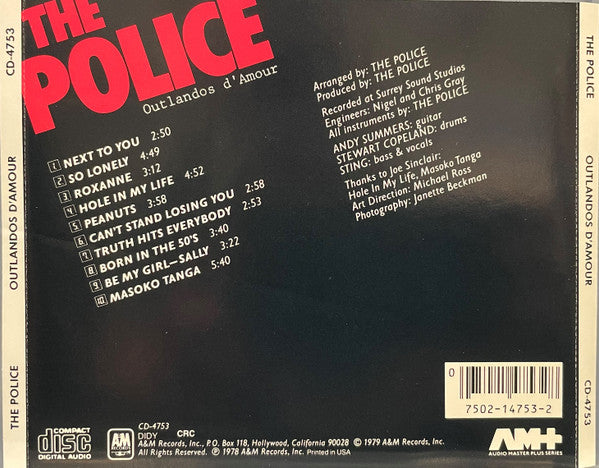 THE POLICE
OUTLANDOS D'AMOUR
CD-4753
THE
POLICE
Outlandos d'Amour
1 NEXT TO YOU 2:50
2 SO LONELY 4:49
3 ROXANNE 3:12
4 HOLE IN MY LIFE 4:52
5 PEANUTS 3:58
6 CAN'T STAND LOSING YOU 2:58
7 TRUTH HITS EVERYBODY 2:53
8 BORN IN THE 50'S 3:40
9 BE MY GIRL—SALLY 3:22
10 MASOKO TANGA 5:40
Arranged by: THE POLICE
Produced by: THE POLICE
Recorded at Surrey Sound Studios
Engineers: Nigel and Chris Gray
All instruments by: THE POLICE
ANDY SUMMERS: guitar
STEWART COPELAND: drums
STING: bass & vocals
Thanks to Joe Sinclair:
Hole In My Life, Masoko Tanga
Art Direction: Michael Ross
Photography: Janette Beckman
COMPACT
disc
DIGITAL AUDIO
A&M
RECORDS
CD-4753
DIDY CRC
A&M Records, Inc., P.O. Box 118, Hollywood, California 90028 © 1979 A&M Records, Inc.
All Rights Reserved. ℗ 1978 A&M Records, Inc. Printed in USA
0
7502-14753-2
AM+
AUDIO MASTER PLUS SERIES
THE POLICE
OUTLANDOS D'AMOUR
CD-4753